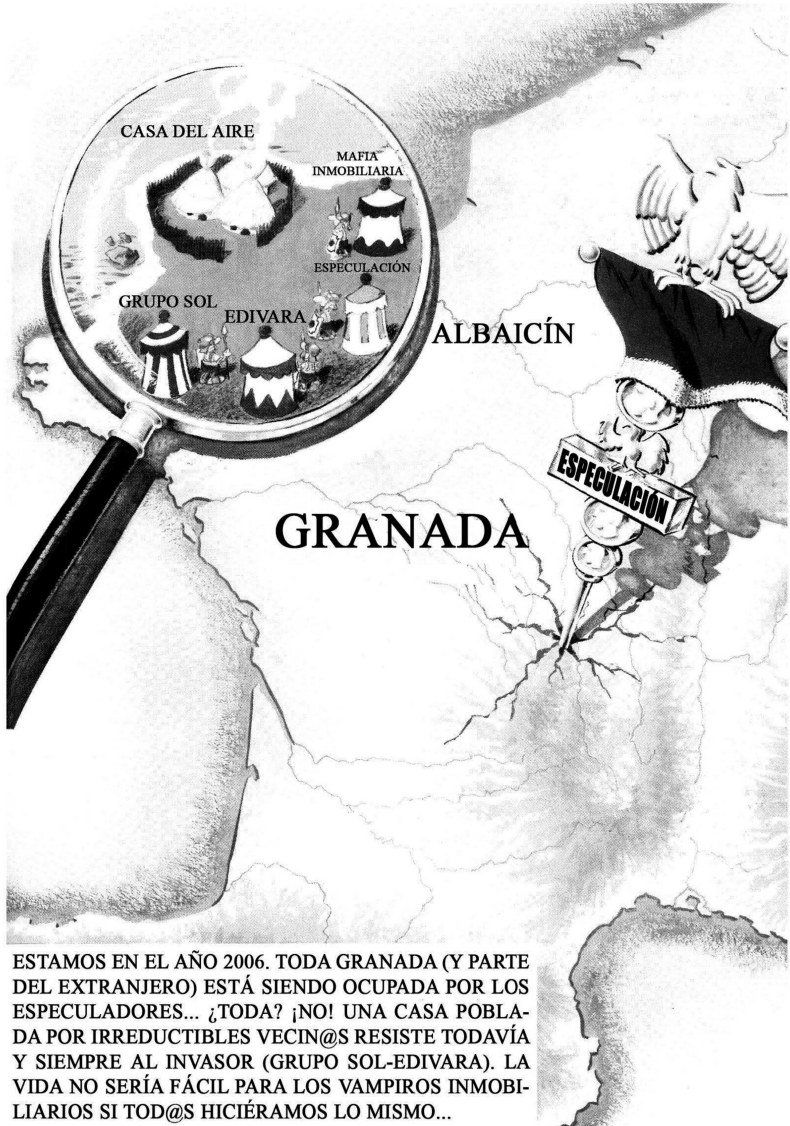 CASA DEL AIRE
MAFIA
INMOBILIARIA
ESPECULACIÓN
GRUPO SOL
EDIVARA
ALBAICÍN
ESPECULACIÓN
GRANADA
ESTAMOS EN EL AÑO 2006. TODA GRANADA (Y PARTE
DEL EXTRANJERO) ESTÁ SIENDO OCUPADA POR LOS
ESPECULADORES... ¿TODA? ¡NO! UNA CASA POBLA-
DA POR IRREDUCTIBLES VECIN@S RESISTE TODAVÍA
Y SIEMPRE AL INVASOR (GRUPO SOL-EDIVARA). LA
VIDA NO SERÍA FÁCIL PARA LOS VAMPIROS INMOBI-
LIARIOS SI TOD@S HICIÉRAMOS LO MISMO...